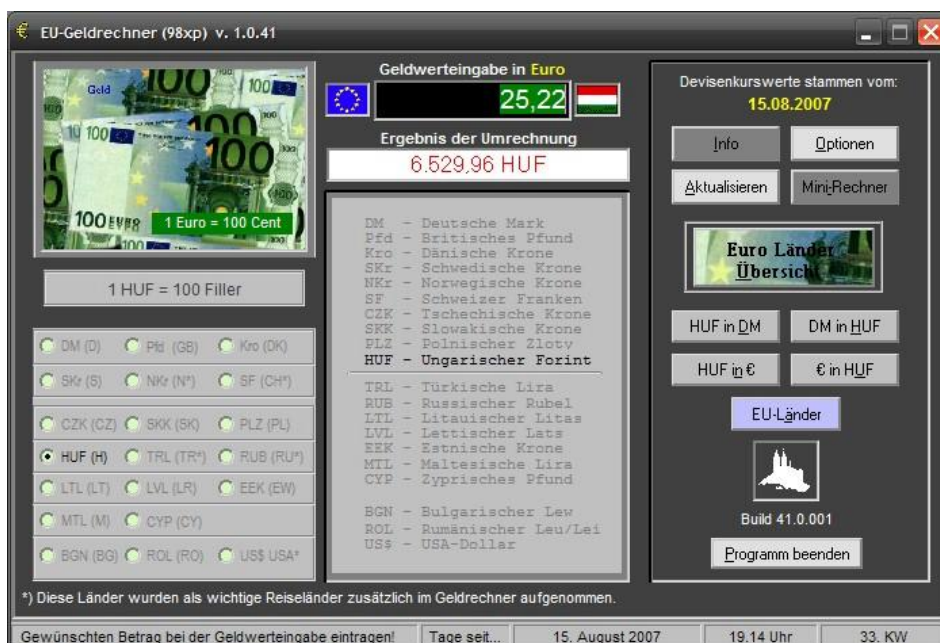 EU-Geldrechner (98xp) v. 1.0.41
Geld
100
100
100 EURO
100
1 Euro = 100 Cent
1 HUF = 100 Filler
DM (D) Pfd (GB) Kro (DK)
SKr (S) NKr (N*) SF (CH*)
CZK (CZ) SKK (SK) PLZ (PL)
HUF (H) TRL (TR*) RUB (RU*)
LTL (LT) LVL (LR) EEK (EW)
MTL (M) CYP (CY)
BGN (BG) ROL (RO) US$ USA*
Geldwerteingabe in Euro
25,22
Ergebnis der Umrechnung
6.529,96 HUF
DM - Deutsche Mark
Pfd - Britisches Pfund
Kro - Dänische Krone
SKr - Schwedische Krone
NKr - Norwegische Krone
SF - Schweizer Franken
CZK - Tschechische Krone
SKK - Slowakische Krone
PLZ - Polnischer Zloty
HUF - Ungarischer Forint
TRL - Türkische Lira
RUB - Russischer Rubel
LTL - Litauischer Litas
LVL - Lettischer Lats
EEK - Estnische Krone
MTL - Maltesische Lira
CYP - Zyprisches Pfund
BGN - Bulgarischer Lew
ROL - Rumänischer Leu/Lei
US$ - USA-Dollar
Devisenkurswerte stammen vom:
15.08.2007
Info Optionen
Aktualisieren Mini-Rechner
Euro Länder
Übersicht
HUF in DM DM in HUF
HUF in € € in HUF
EU-Länder
Build 41.0.001
Programm beenden
*) Diese Länder wurden als wichtige Reiseländer zusätzlich im Geldrechner aufgenommen.
Gewünschten Betrag bei der Geldwerteingabe eintragen! Tage seit... 15. August 2007 19.14 Uhr 33. KW